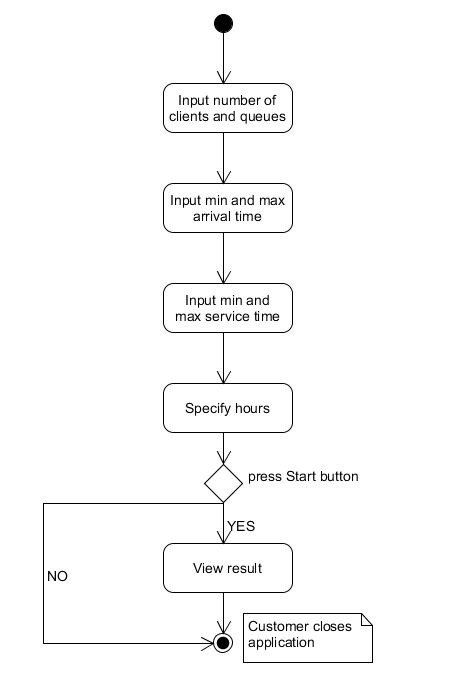 Input number of
clients and queues
Input min and max
arrival time
Input min and
max service time
Specify hours
press Start button
YES
NO
View result
Customer closes
application